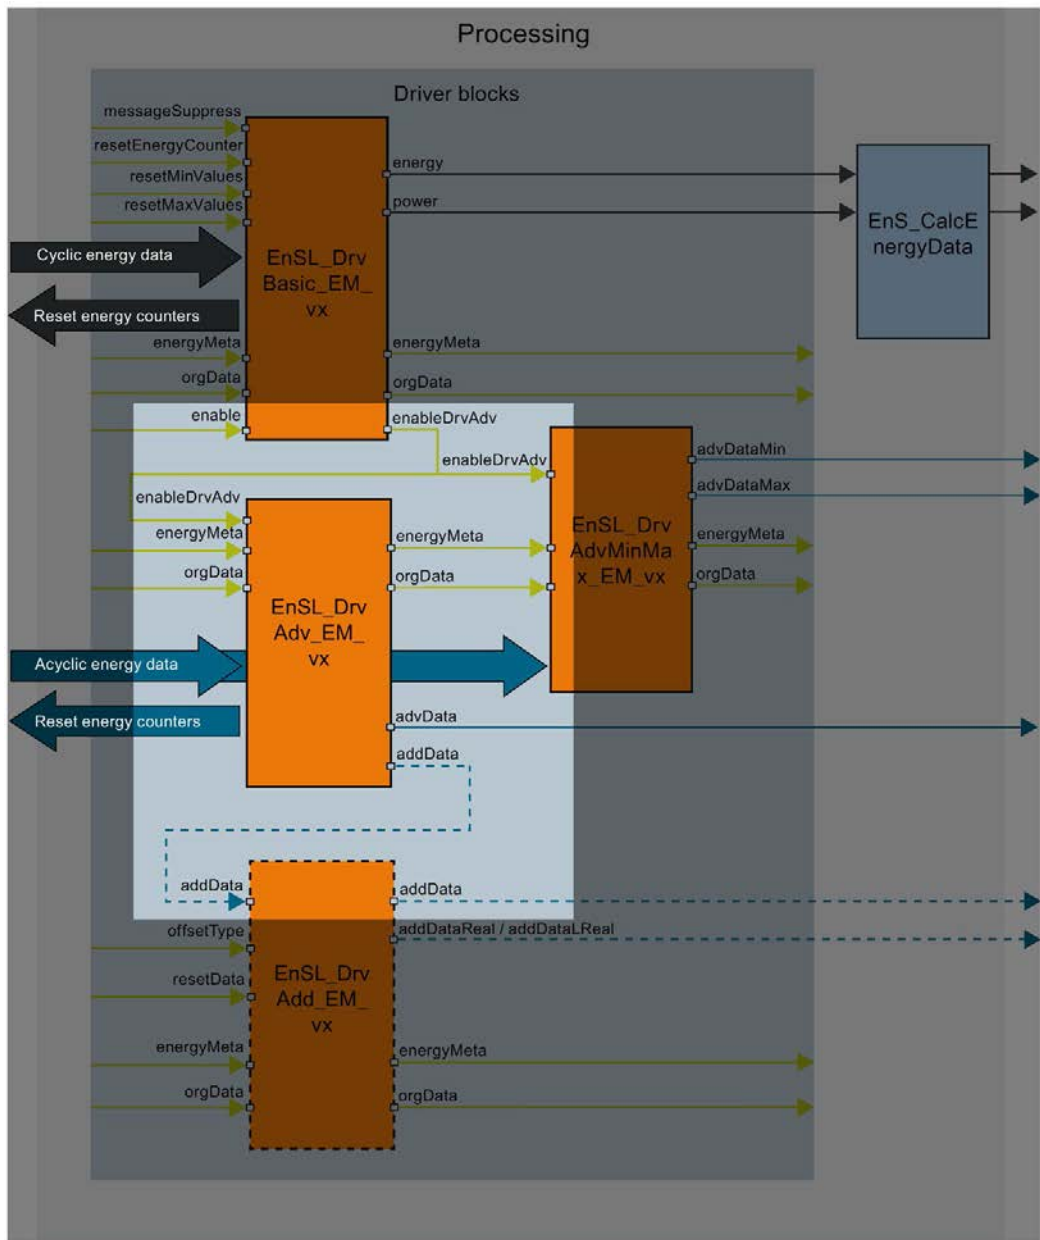 Processing
Driver blocks
messageSuppress
resetEnergyCounter
resetMinValues
resetMaxValues
energy
power
EnS_CalcE
nergyData
Cyclic energy data
EnSL_Drv
Basic_EM_
vx
Reset energy counters
energyMeta
energyMeta
orgData
orgData
enable
enableDrvAdv
enableDrvAdv
advDataMin
advDataMax
enableDrvAdv
energyMeta
energyMeta
EnSL_Drv
AdvMinMa
x_EM_vx
energyMeta
orgData
orgData
orgData
EnSL_Drv
Adv_EM_
vx
Acyclic energy data
Reset energy counters
advData
addData
addData
addData
offsetType
addDataReal / addDataLReal
resetData
EnSL_Drv
Add_EM_
vx
energyMeta
energyMeta
orgData
orgData